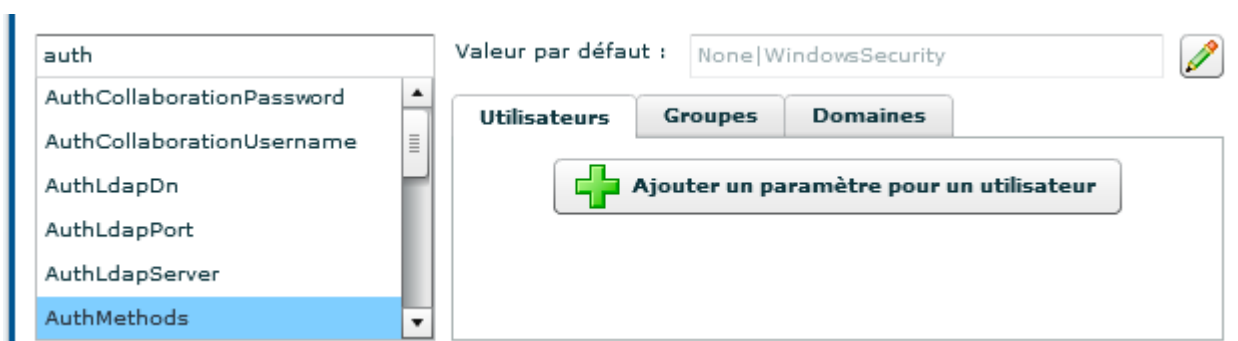 auth
AuthCollaborationPassword
AuthCollaborationUsername
AuthLdapDn
AuthLdapPort
AuthLdapServer
AuthMethods
Valeur par défaut : None|WindowsSecurity
Utilisateurs Groupes Domaines
Ajouter un paramètre pour un utilisateur